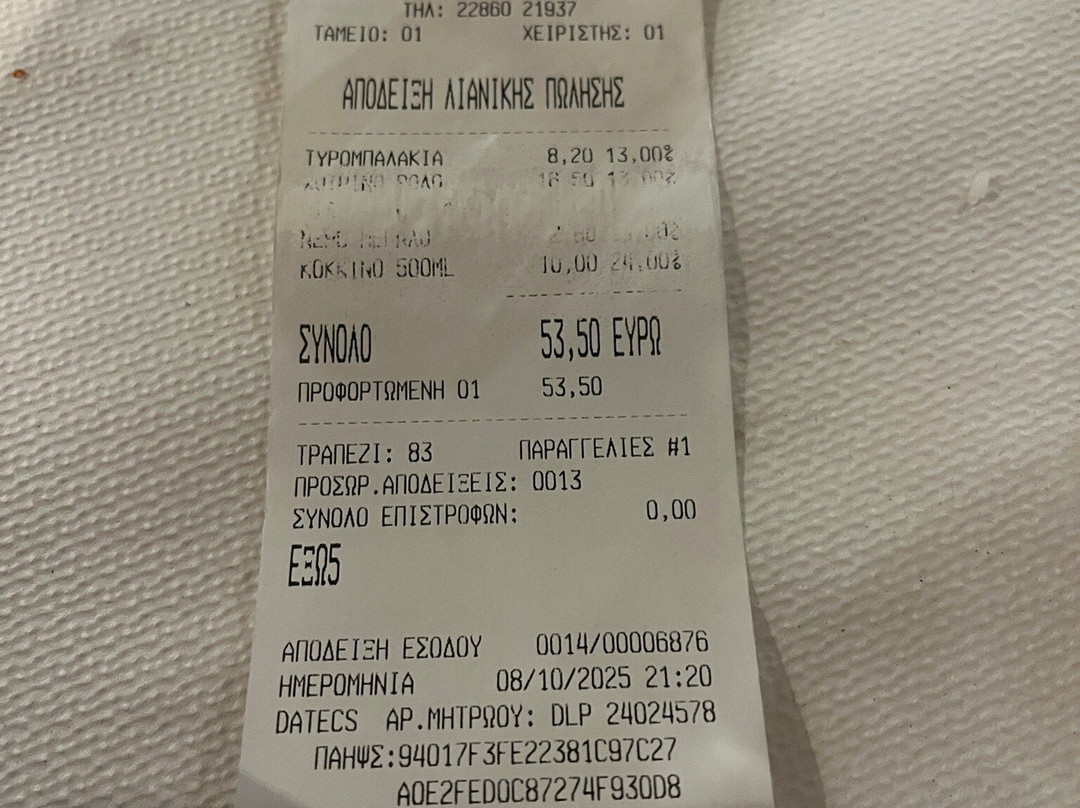 ΤΗΛ: 22860 21937
ΤΑΜΕΙΟ: 01 ΧΕΙΡΙΣΤΗΣ: 01
ΑΠΟΔΕΙΞΗ ΛΙΑΝΙΚΗΣ ΠΩΛΗΣΗΣ
ΤΥΡΟΜΠΑΛΑΚΙΑ 8,20 13,00%
ΚΟΚΚΙΝΟ 500ML 10,00 24,00%
ΣΥΝΟΛΟ 53,50 ΕΥΡΩ
ΠΡΟΦΟΡΤΩΜΕΝΗ 01 53,50
ΤΡΑΠΕΖΙ: 83 ΠΑΡΑΓΓΕΛΙΕΣ #1
ΠΡΟΣΩΡ.ΑΠΟΔΕΙΞΕΙΣ: 0013
ΣΥΝΟΛΟ ΕΠΙΣΤΡΟΦΩΝ: 0,00
ΕΞΩ5
ΑΠΟΔΕΙΞΗ ΕΣΟΔΟΥ 0014/00006876
ΗΜΕΡΟΜΗΝΙΑ 08/10/2025 21:20
DATECS ΑΡ.ΜΗΤΡΩΟΥ: DLP 24024578
ΠΑΗΨΣ:94017F3FE22381C97C27
A0E2FED0C87274F930D8